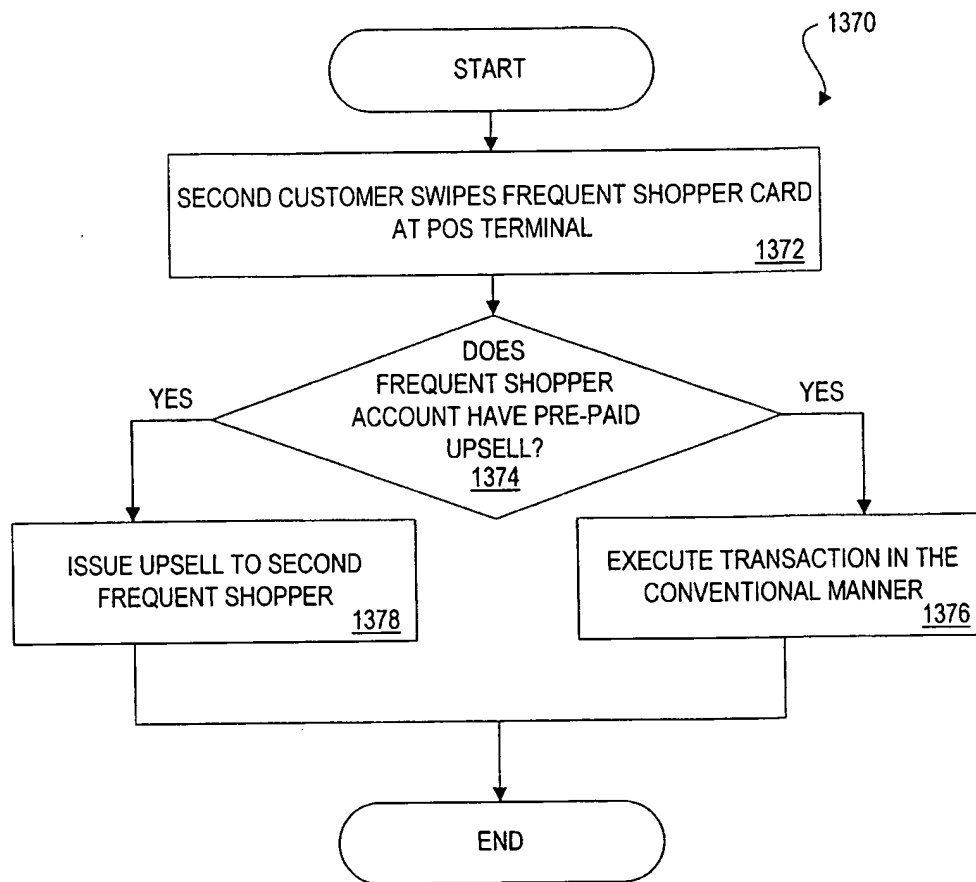 1370
START
SECOND CUSTOMER SWIPES FREQUENT SHOPPER CARD
AT POS TERMINAL
1372
DOES
FREQUENT SHOPPER
ACCOUNT HAVE PRE-PAID
UPSELL?
1374
YES
YES
ISSUE UPSELL TO SECOND
FREQUENT SHOPPER
1378
EXECUTE TRANSACTION IN THE
CONVENTIONAL MANNER
1376
END